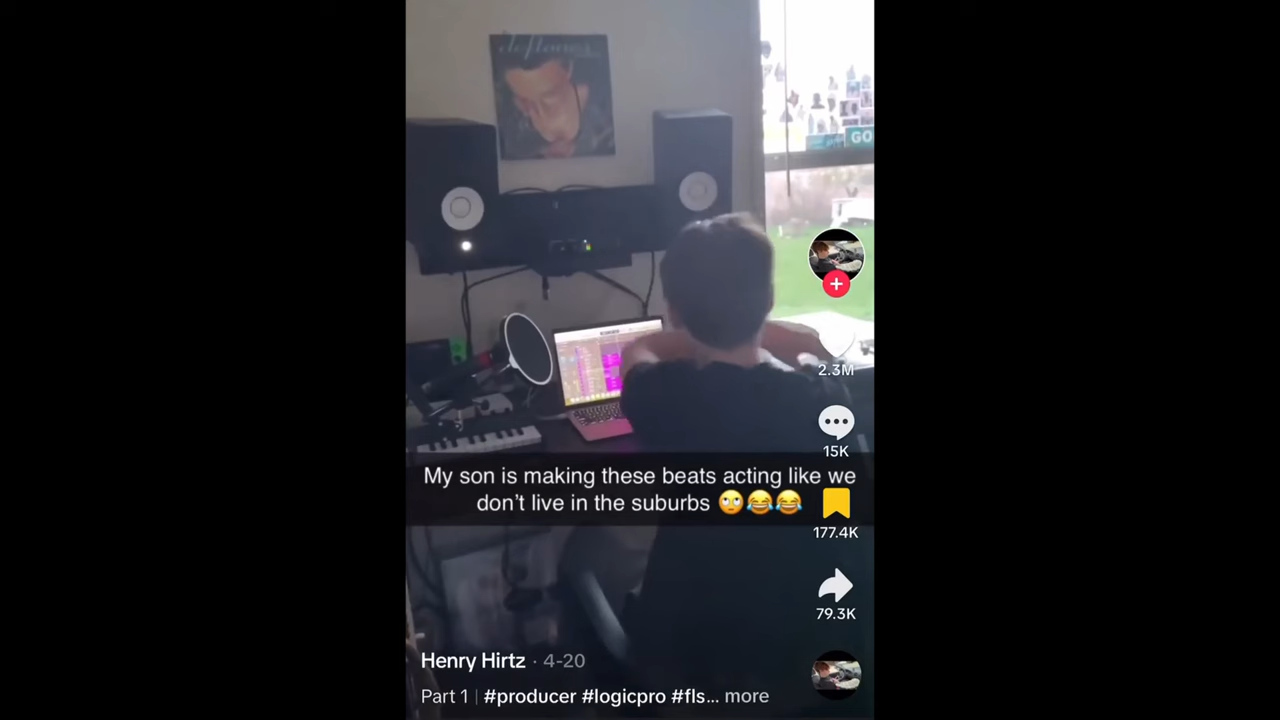 deftones
GO
2.3M
15K
My son is making these beats acting like we
don't live in the suburbs 🙄😂😂
177.4K
79.3K
Henry Hirtz · 4-20
Part 1 | #producer #logicpro #fls... more